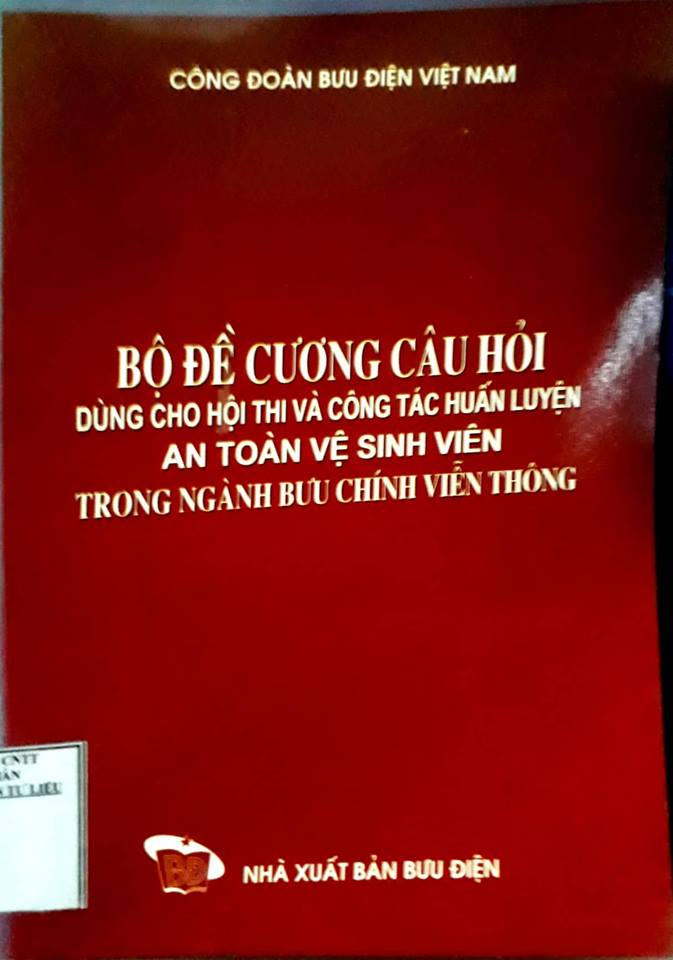 CÔNG ĐOÀN BƯU ĐIỆN VIỆT NAM
BỘ ĐỀ CƯƠNG CÂU HỎI
DÙNG CHO HỘI THI VÀ CÔNG TÁC HUẤN LUYỆN
AN TOÀN VỆ SINH VIÊN
TRONG NGÀNH BƯU CHÍNH VIỄN THÔNG
CNTT
TƯ LIỆU
BĐ
NHÀ XUẤT BẢN BƯU ĐIỆN